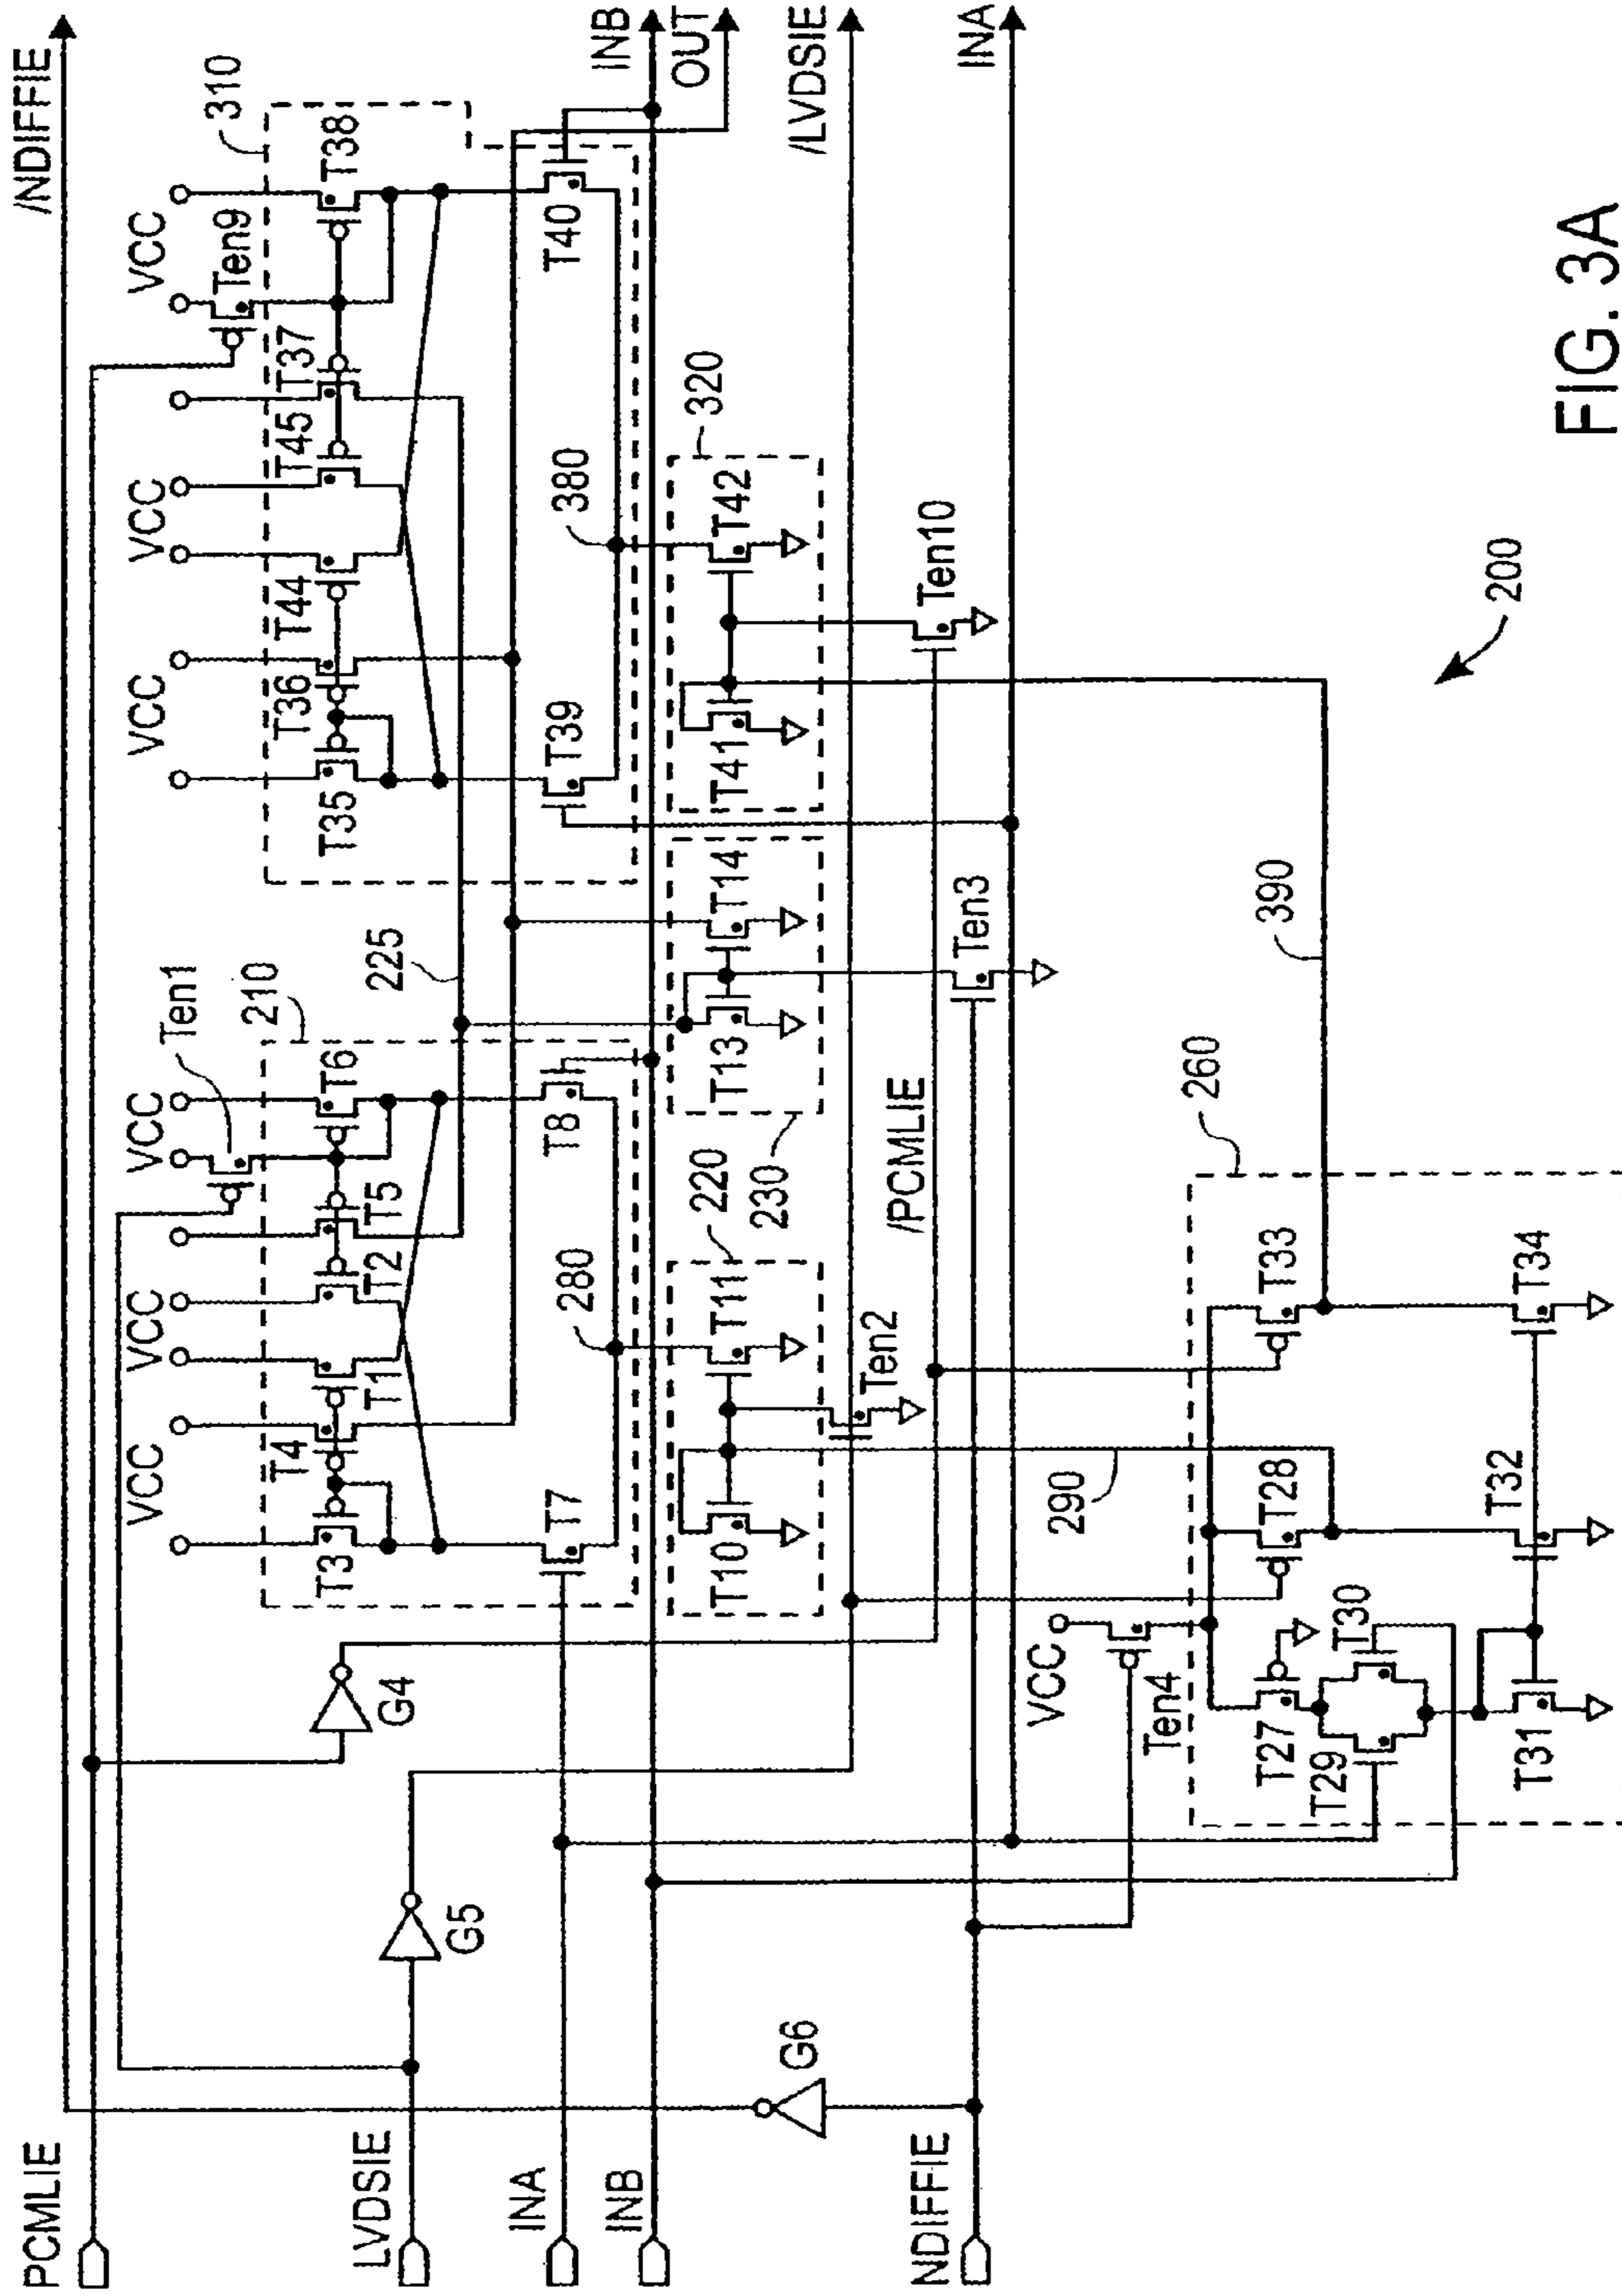 /NDIFFIE
PCMLIE
VCC
VCC
VCC
VCC
VCC
VCC
Ten1
Ten9
210
310
T3
T4
T1
T2
T5
T6
T35
T36
T44
T45
T37
T38
LVDSIE
G5
G4
225
INA
T7
T8
T39
T40
280
380
INB
INB
OUT
220
230
320
T10
T11
T13
T14
T41
T42
G6
/LVDSIE
Ten2
/PCMLIE
Ten3
Ten10
NDIFFIE
INA
VCC
Ten4
290
260
390
200
T27
T28
T33
T29
T30
T31
T32
T34
FIG. 3A